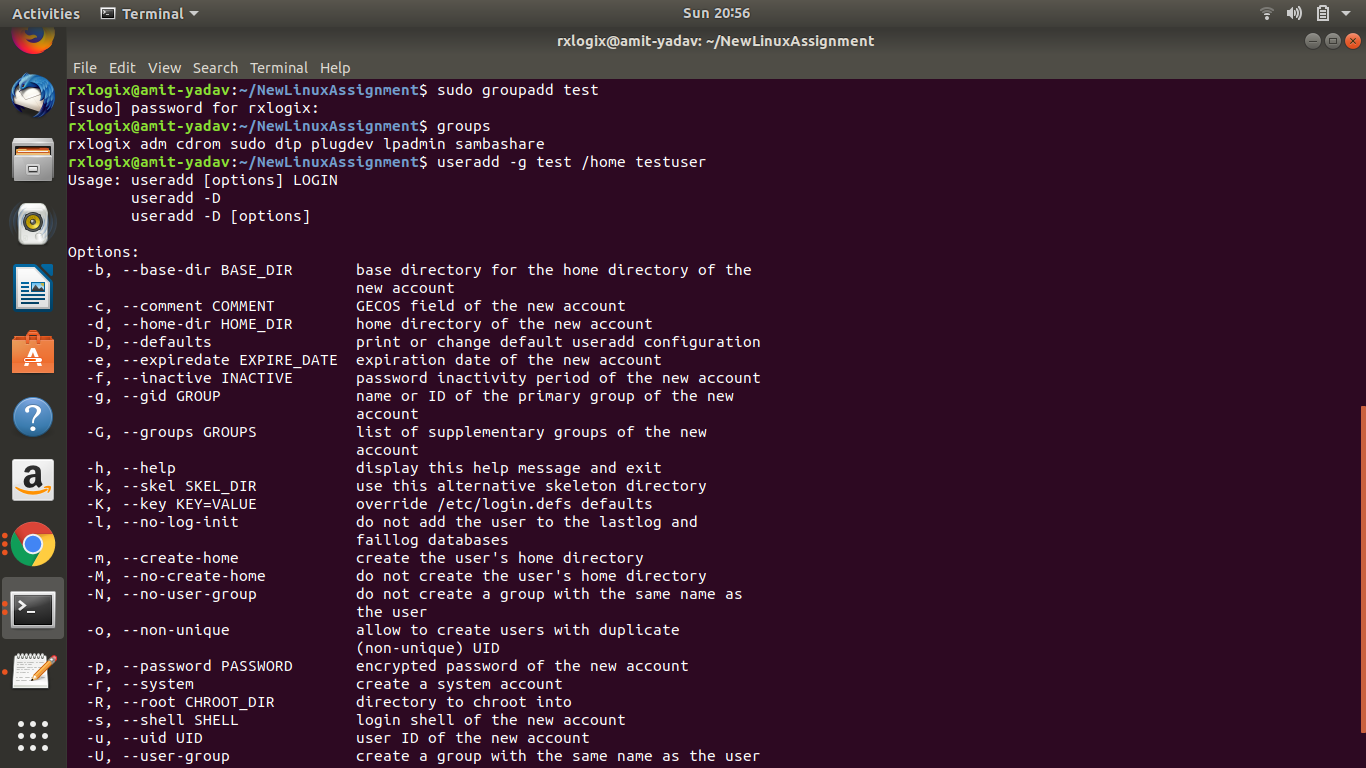 Activities Terminal Sun 20:56
rxlogix@amit-yadav: ~/NewLinuxAssignment
File Edit View Search Terminal Help
rxlogix@amit-yadav:~/NewLinuxAssignment$ sudo groupadd test
[sudo] password for rxlogix:
rxlogix@amit-yadav:~/NewLinuxAssignment$ groups
rxlogix adm cdrom sudo dip plugdev lpadmin sambashare
rxlogix@amit-yadav:~/NewLinuxAssignment$ useradd -g test /home testuser
Usage: useradd [options] LOGIN
       useradd -D
       useradd -D [options]

Options:
  -b, --base-dir BASE_DIR       base directory for the home directory of the
                                new account
  -c, --comment COMMENT         GECOS field of the new account
  -d, --home-dir HOME_DIR       home directory of the new account
  -D, --defaults                print or change default useradd configuration
  -e, --expiredate EXPIRE_DATE  expiration date of the new account
  -f, --inactive INACTIVE       password inactivity period of the new account
  -g, --gid GROUP               name or ID of the primary group of the new
                                account
  -G, --groups GROUPS           list of supplementary groups of the new
                                account
  -h, --help                    display this help message and exit
  -k, --skel SKEL_DIR           use this alternative skeleton directory
  -K, --key KEY=VALUE           override /etc/login.defs defaults
  -l, --no-log-init             do not add the user to the lastlog and
                                faillog databases
  -m, --create-home             create the user's home directory
  -M, --no-create-home          do not create the user's home directory
  -N, --no-user-group           do not create a group with the same name as
                                the user
  -o, --non-unique              allow to create users with duplicate
                                (non-unique) UID
  -p, --password PASSWORD       encrypted password of the new account
  -r, --system                  create a system account
  -R, --root CHROOT_DIR         directory to chroot into
  -s, --shell SHELL             login shell of the new account
  -u, --uid UID                 user ID of the new account
  -U, --user-group              create a group with the same name as the user